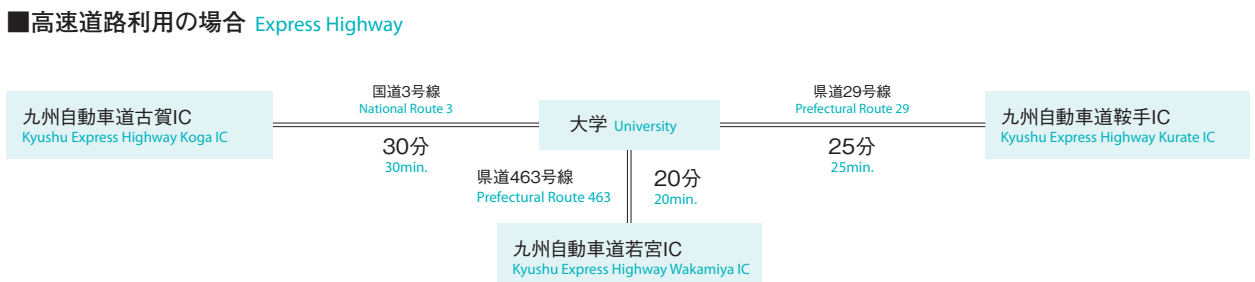 ■高速道路利用の場合 Express Highway
国道3号線
National Route 3
県道29号線
Prefectural Route 29
九州自動車道古賀IC
Kyushu Express Highway Koga IC
大学 University
九州自動車道鞍手IC
Kyushu Express Highway Kurate IC
30分
30min.
25分
25min.
県道463号線
Prefectural Route 463
20分
20min.
九州自動車道若宮IC
Kyushu Express Highway Wakamiya IC